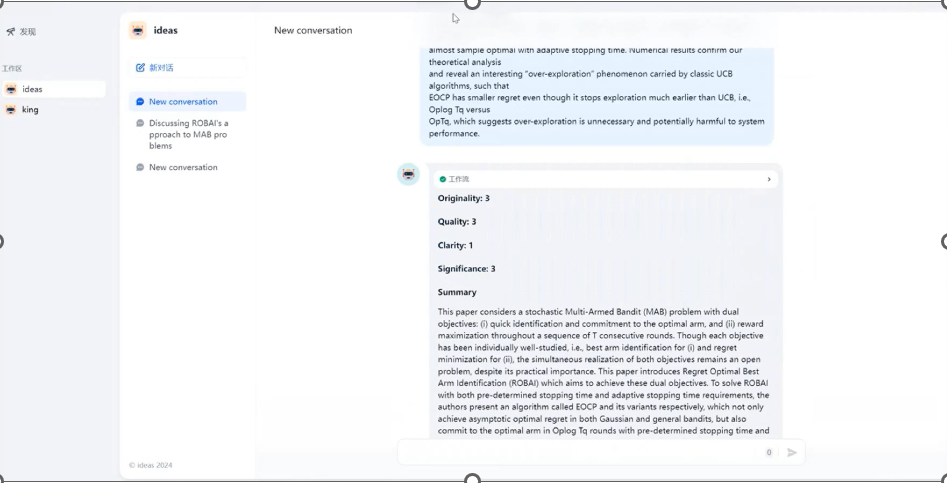 发现
工作区
ideas
king
ideas
新对话
New conversation
Discussing ROBAI's a
pproach to MAB pro
blems
New conversation
© ideas 2024
New conversation
almost sample optimal with adaptive stopping time. Numerical results confirm our
theoretical analysis
and reveal an interesting "over-exploration" phenomenon carried by classic UCB
algorithms, such that
EOCP has smaller regret even though it stops exploration much earlier than UCB, i.e.,
Oplog Tq versus
OpTq, which suggests over-exploration is unnecessary and potentially harmful to system
performance.
工作流
Originality: 3
Quality: 3
Clarity: 1
Significance: 3
Summary
This paper considers a stochastic Multi-Armed Bandit (MAB) problem with dual
objectives: (i) quick identification and commitment to the optimal arm, and (ii) reward
maximization throughout a sequence of T consecutive rounds. Though each objective
has been individually well-studied, i.e., best arm identification for (i) and regret
minimization for (ii), the simultaneous realization of both objectives remains an open
problem, despite its practical importance. This paper introduces Regret Optimal Best
Arm Identification (ROBAI) which aims to achieve these dual objectives. To solve ROBAI
with both pre-determined stopping time and adaptive stopping time requirements, the
authors present an algorithm called EOCP and its variants respectively, which not only
achieve asymptotic optimal regret in both Gaussian and general bandits, but also
commit to the optimal arm in Oplog Tq rounds with pre-determined stopping time and
0